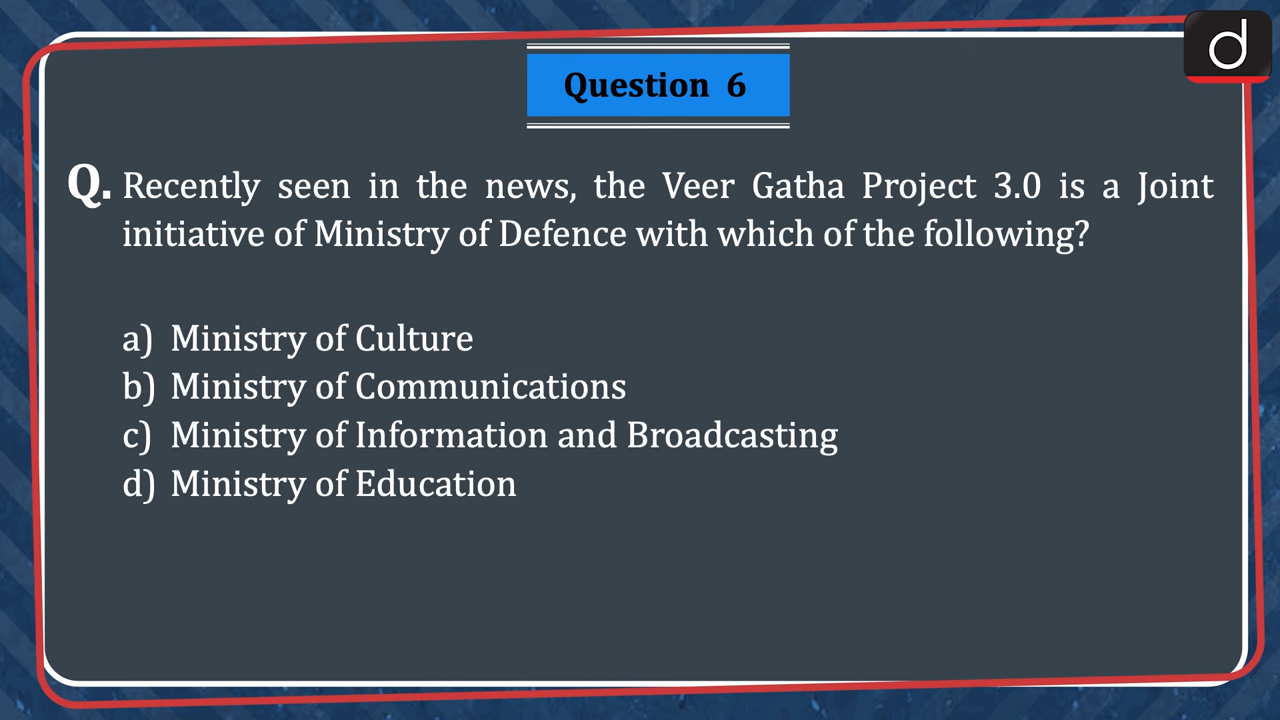 d
Question 6
Q. Recently seen in the news, the Veer Gatha Project 3.0 is a Joint
initiative of Ministry of Defence with which of the following?
a) Ministry of Culture
b) Ministry of Communications
c) Ministry of Information and Broadcasting
d) Ministry of Education